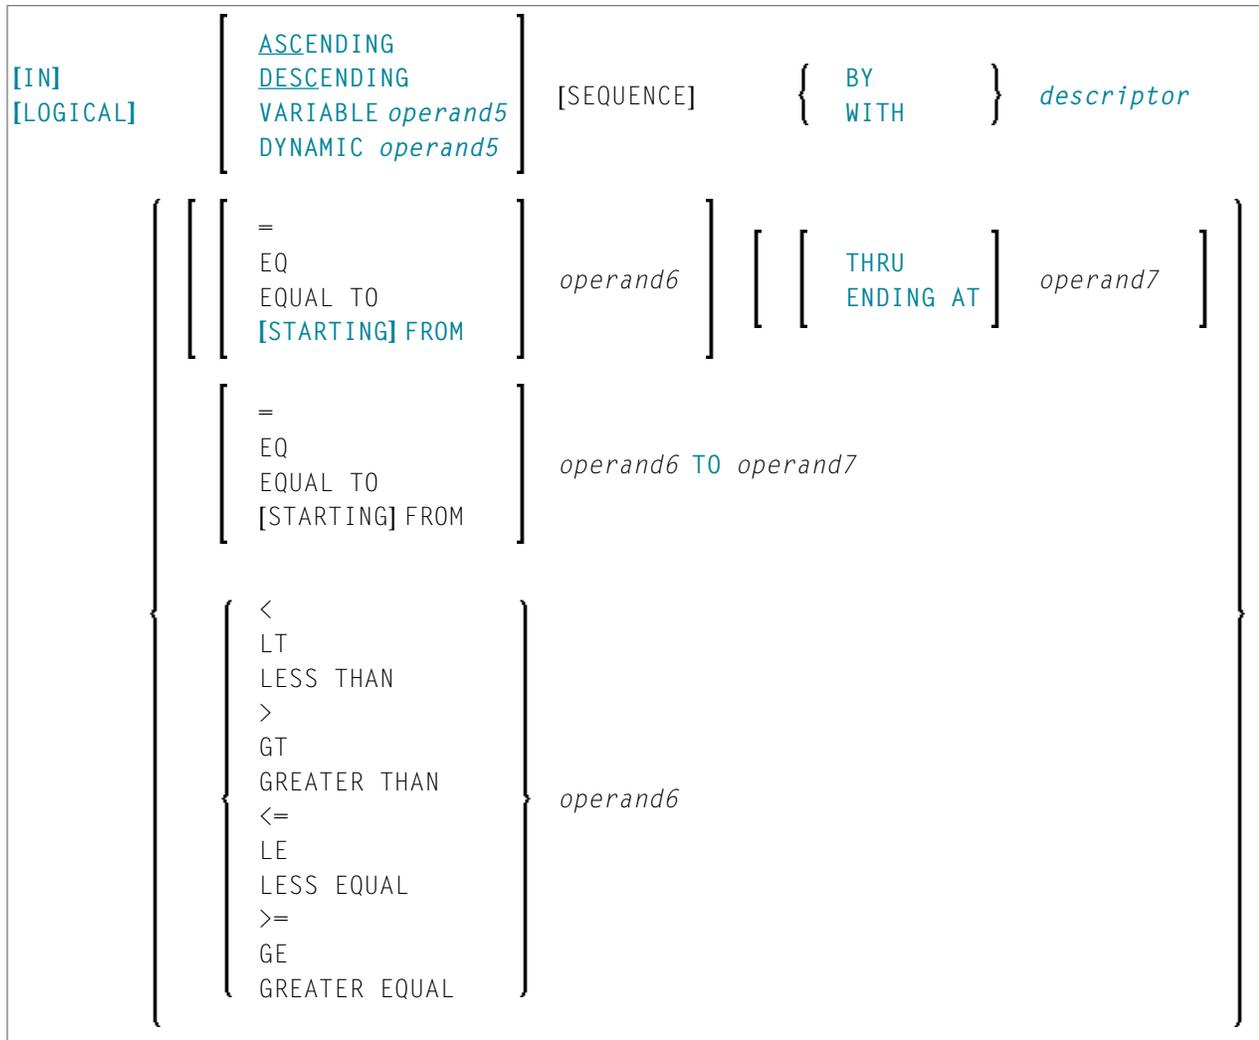 ASCENDING
[IN] DESCENDING [SEQUENCE] BY descriptor
[LOGICAL] VARIABLE operand5 WITH
DYNAMIC operand5
=
EQ THRU
EQUAL TO operand6 ENDING AT operand7
[STARTING] FROM
=
EQ
EQUAL TO operand6 TO operand7
[STARTING] FROM
<
LT
LESS THAN
>
GT
GREATER THAN
<= operand6
LE
LESS EQUAL
>=
GE
GREATER EQUAL